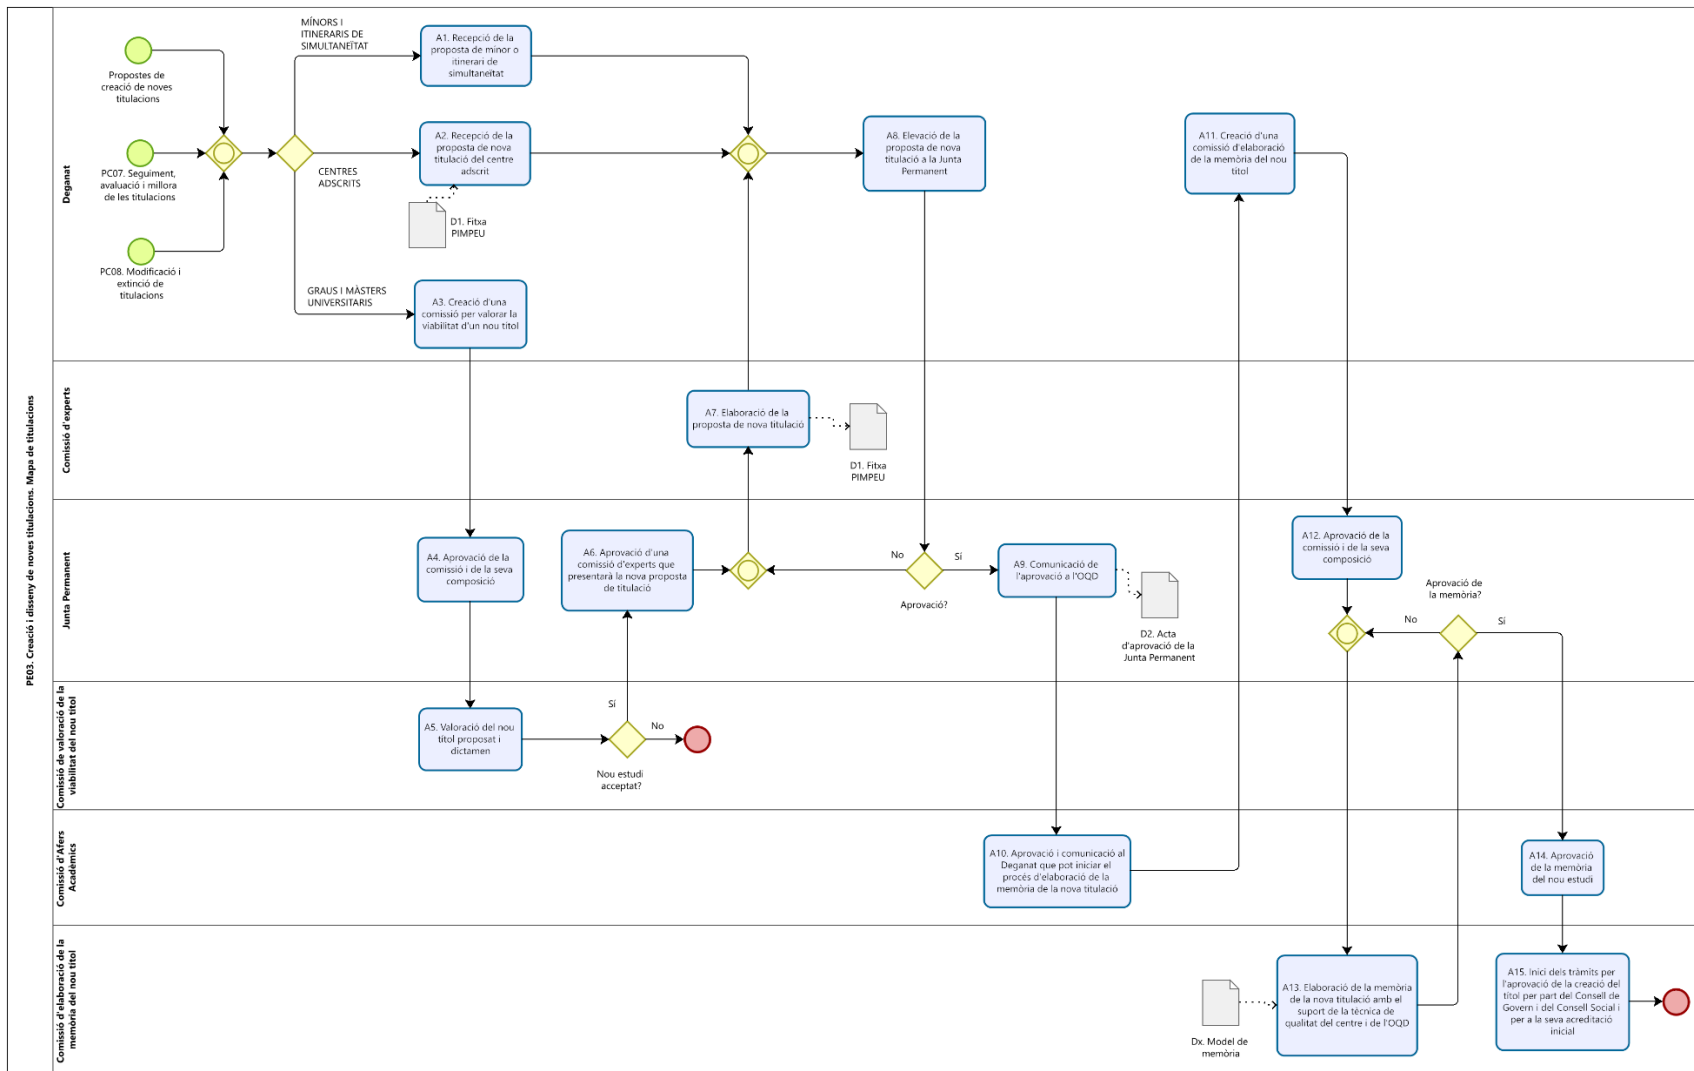 PE03. Creació i disseny de noves titulacions. Mapa de titulacions
Deganat
Propostes de
creació de noves
titulacions
PC07. Seguiment,
avaluació i millora
de les titulacions
PC08. Modificació i
extinció de
titulacions
MÍNORS I
ITINERARIS DE
SIMULTANEÏTAT
CENTRES
ADSCRITS
GRAUS I MÀSTERS
UNIVERSITARIS
A1. Recepció de la
proposta de minor o
itinerari de
simultaneïtat
A2. Recepció de la
proposta de nova
titulació del centre
adscrit
D1. Fitxa
PIMPEU
A3. Creació d'una
comissió per valorar la
viabilitat d'un nou títol
A8. Elevació de la
proposta de nova
titulació a la Junta
Permanent
A11. Creació d'una
comissió d'elaboració
de la memòria del nou
títol
Comissió d'experts
A7. Elaboració de la
proposta de nova titulació
D1. Fitxa
PIMPEU
Junta Permanent
A4. Aprovació de la
comissió i de la seva
composició
A6. Aprovació d'una
comissió d'experts que
presentarà la nova proposta
de titulació
No
Sí
Aprovació?
A9. Comunicació de
l'aprovació a l'OQD
D2. Acta
d'aprovació de la
Junta Permanent
A12. Aprovació de la
comissió i de la seva
composició
Aprovació de
la memòria?
No
Sí
Comissió de valoració de la
viabilitat del nou títol
A5. Valoració del nou
títol proposat i
dictamen
Sí
No
Nou estudi
acceptat?
Comissió d'Afers
Acadèmics
A10. Aprovació i comunicació al
Deganat que pot iniciar el
procés d'elaboració de la
memòria de la nova titulació
A14. Aprovació
de la memòria
del nou estudi
Comissió d'elaboració de la
memòria del nou títol
Dx. Model de
memòria
A13. Elaboració de la memòria
de la nova titulació amb el
suport de la tècnica de
qualitat del centre i de l'OQD
A15. Inici dels tràmits per
l'aprovació de la creació del
títol per part del Consell de
Govern i del Consell Social i
per a la seva acreditació
inicial